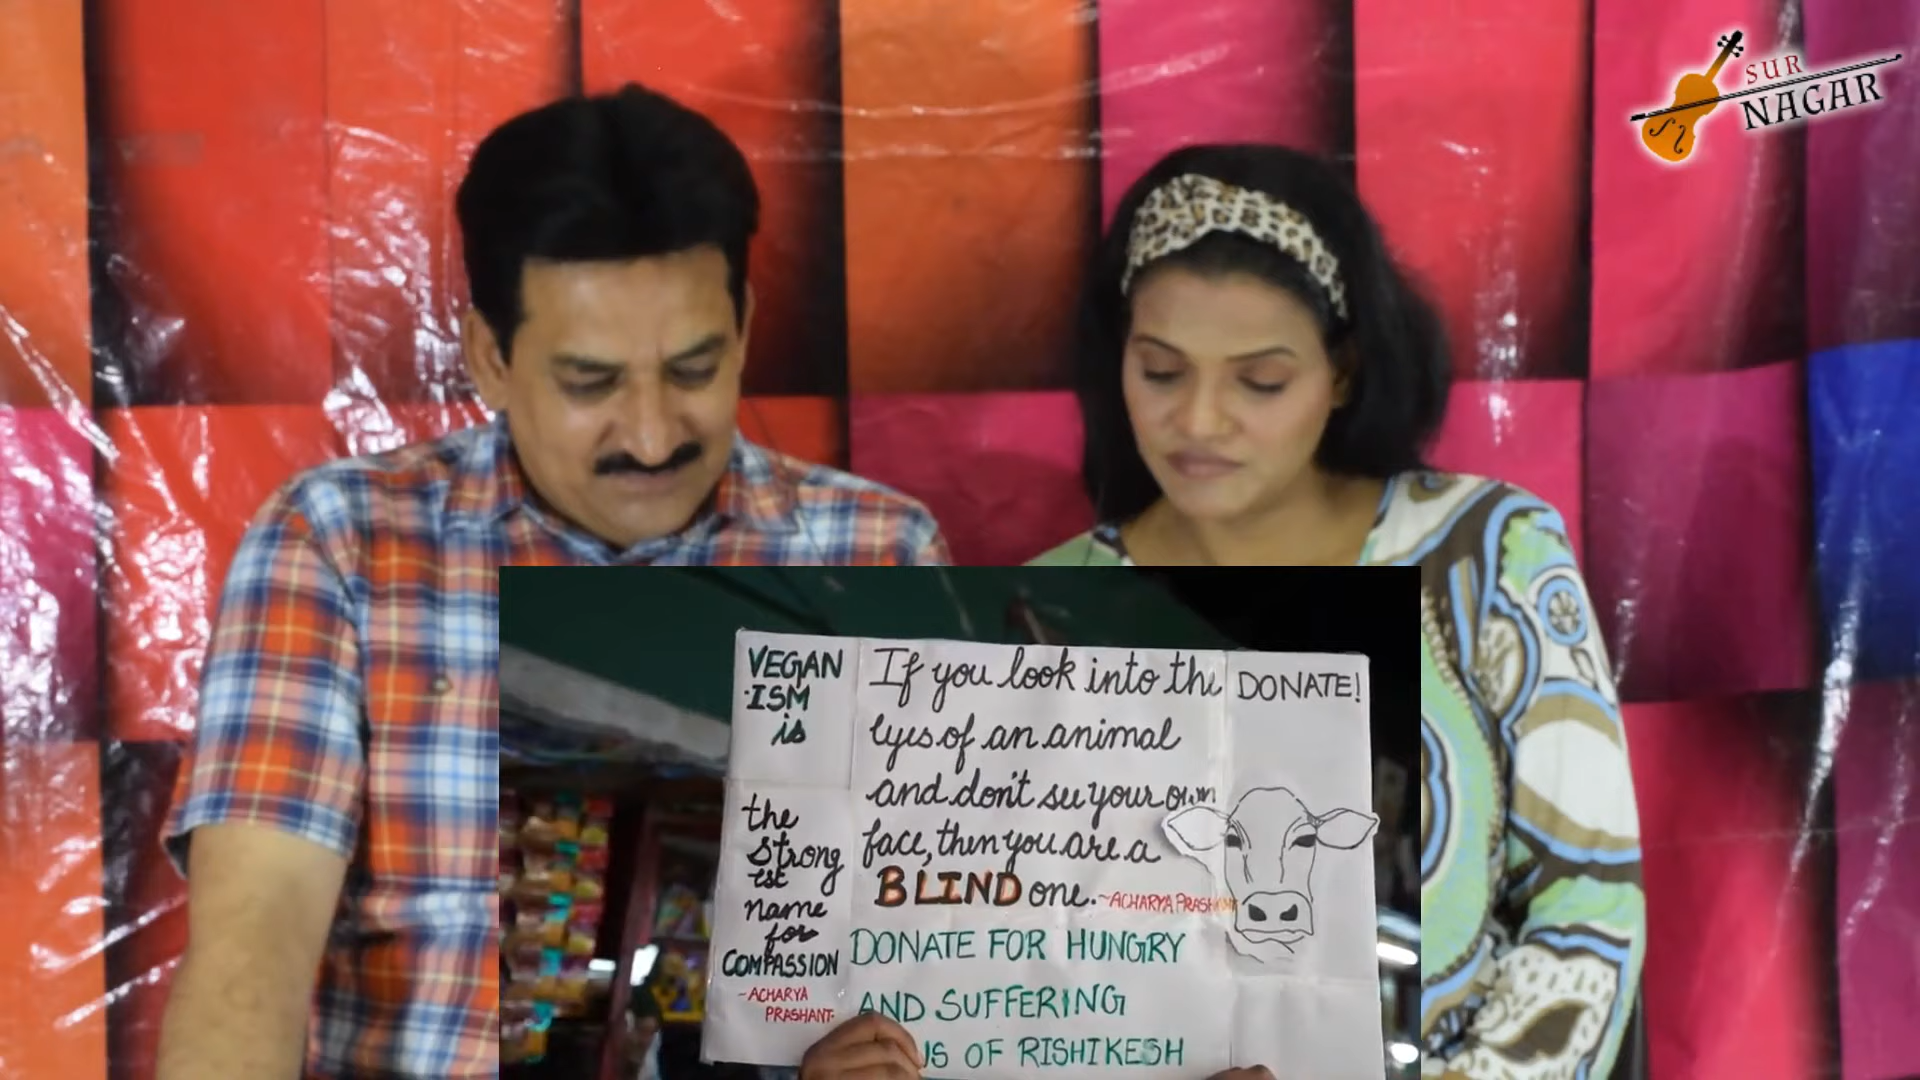 SUR
NAGAR
VEGAN
-ISM
is
the
strong
est
name
for
COMPASSION
-ACHARYA
PRASHANT-
If you look into the
eyes of an animal
and don't see your own
face, then you are a
BLIND one. ~ACHARYA
DONATE FOR HUNGRY
AND SUFFERING
OF RISHIKESH
DONATE!